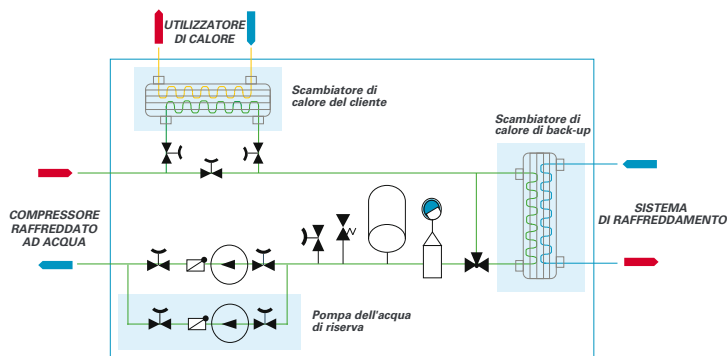 UTILIZZATORE
DI CALORE
Scambiatore di
calore del cliente
Scambiatore di
calore di back-up
COMPRESSORE
RAFFREDDATO
AD ACQUA
SISTEMA
DI RAFFREDDAMENTO
Pompa dell'acqua
di riserva